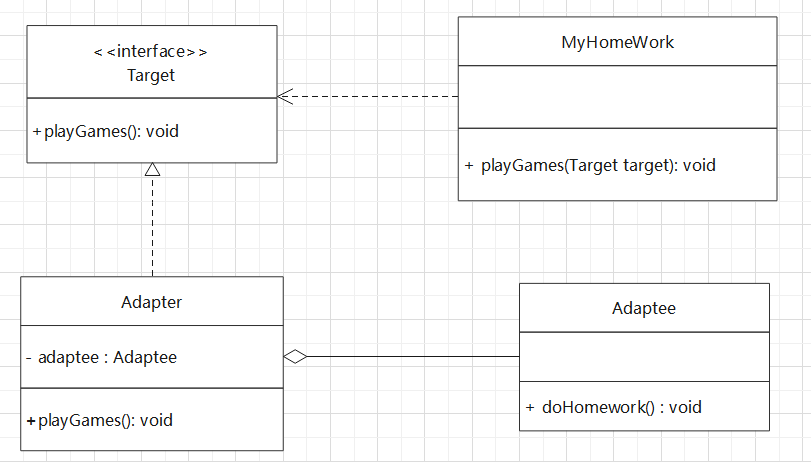 < <interface>>
Target
+playGames(): void
MyHomeWork
+ playGames(Target target): void
Adapter
- adaptee : Adaptee
+playGames(): void
Adaptee
+ doHomework() : void